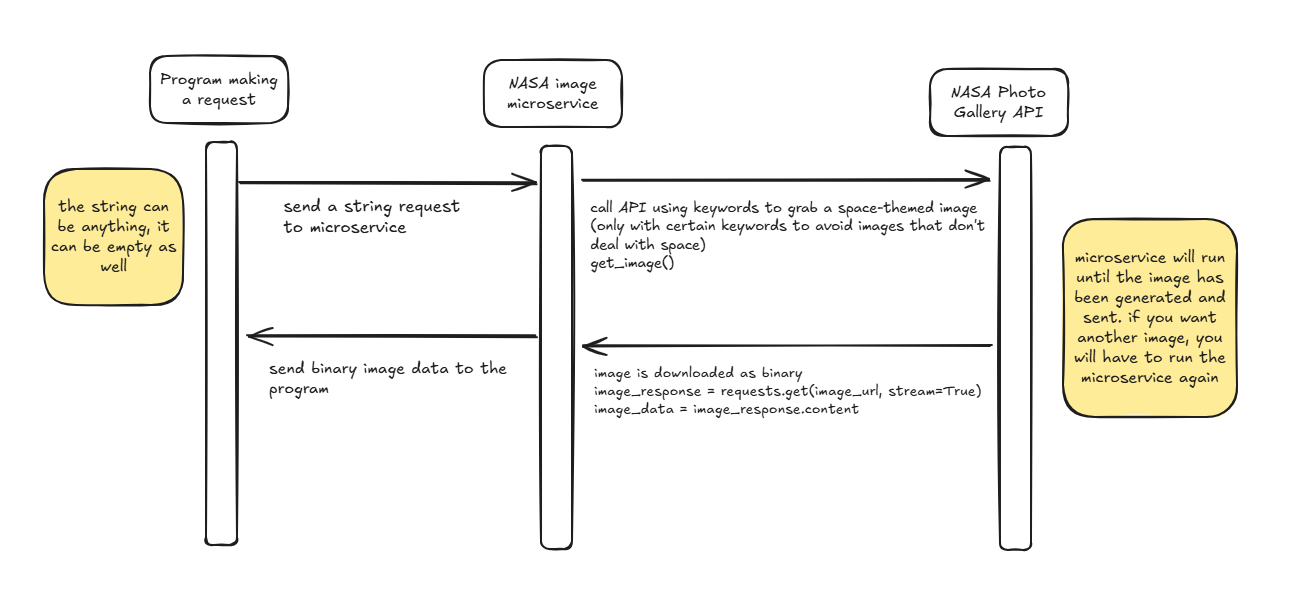 Program making
a request
NASA image
microservice
NASA Photo
Gallery API
the string can
be anything, it
can be empty as
well
send a string request
to microservice
call API using keywords to grab a space-themed image
(only with certain keywords to avoid images that don't
deal with space)
get_image()
microservice will run
until the image has
been generated and
sent. if you want
another image, you
will have to run the
microservice again
send binary image data to the
program
image is downloaded as binary
image_response = requests.get(image_url, stream=True)
image_data = image_response.content